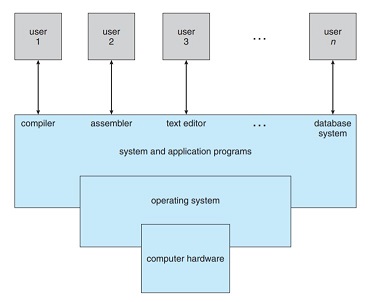 user
1
user
2
user
3
...
user
n
compiler
assembler
text editor
...
database
system
system and application programs
operating system
computer hardware